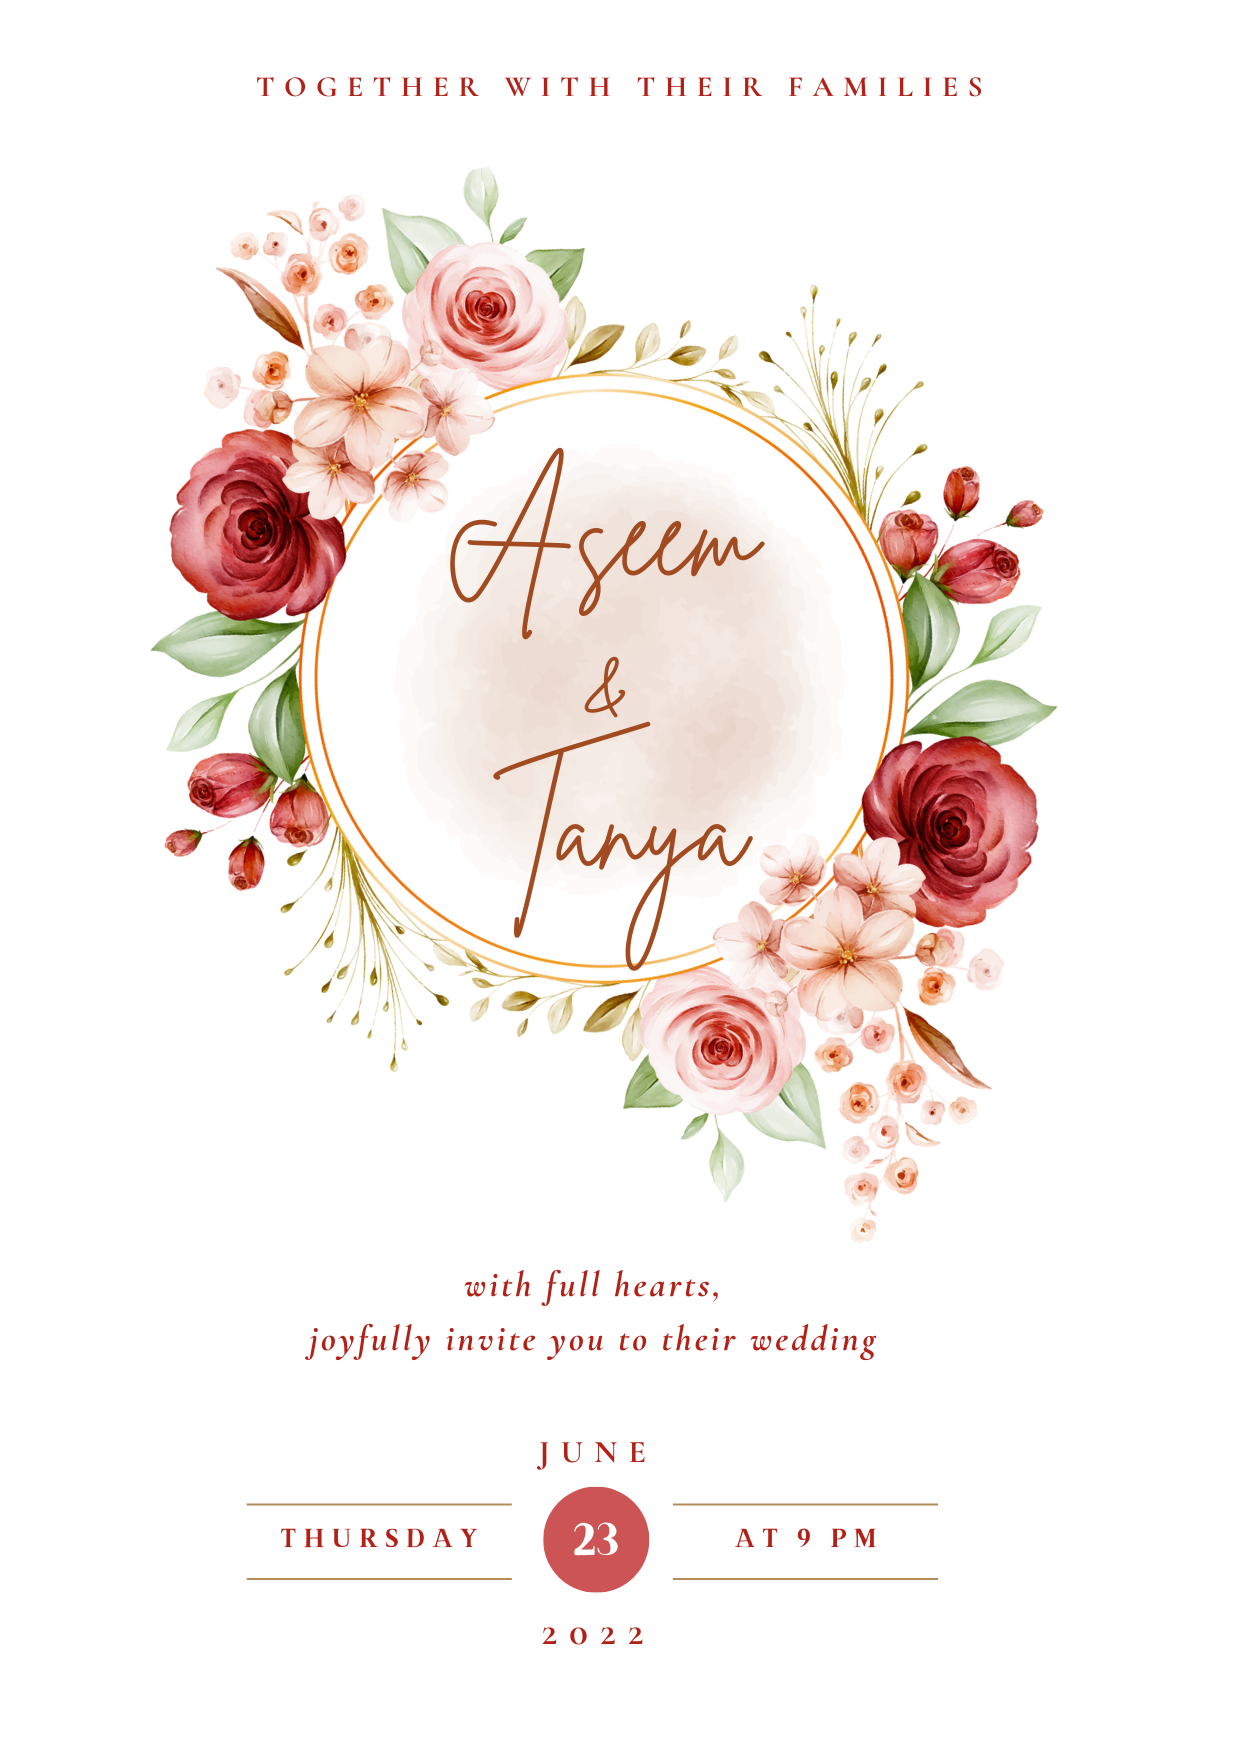 TOGETHER WITH THEIR FAMILIES
Aseem
&
Tanya
with full hearts,
joyfully invite you to their wedding
JUNE
THURSDAY 23 AT 9 PM
2022